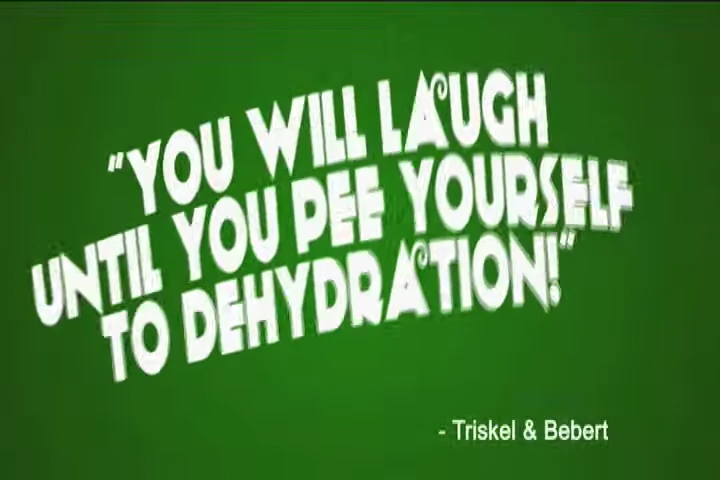 "YOU WILL LAUGH
UNTIL YOU PEE YOURSELF
TO DEHYDRATION!"
- Triskel & Bebert